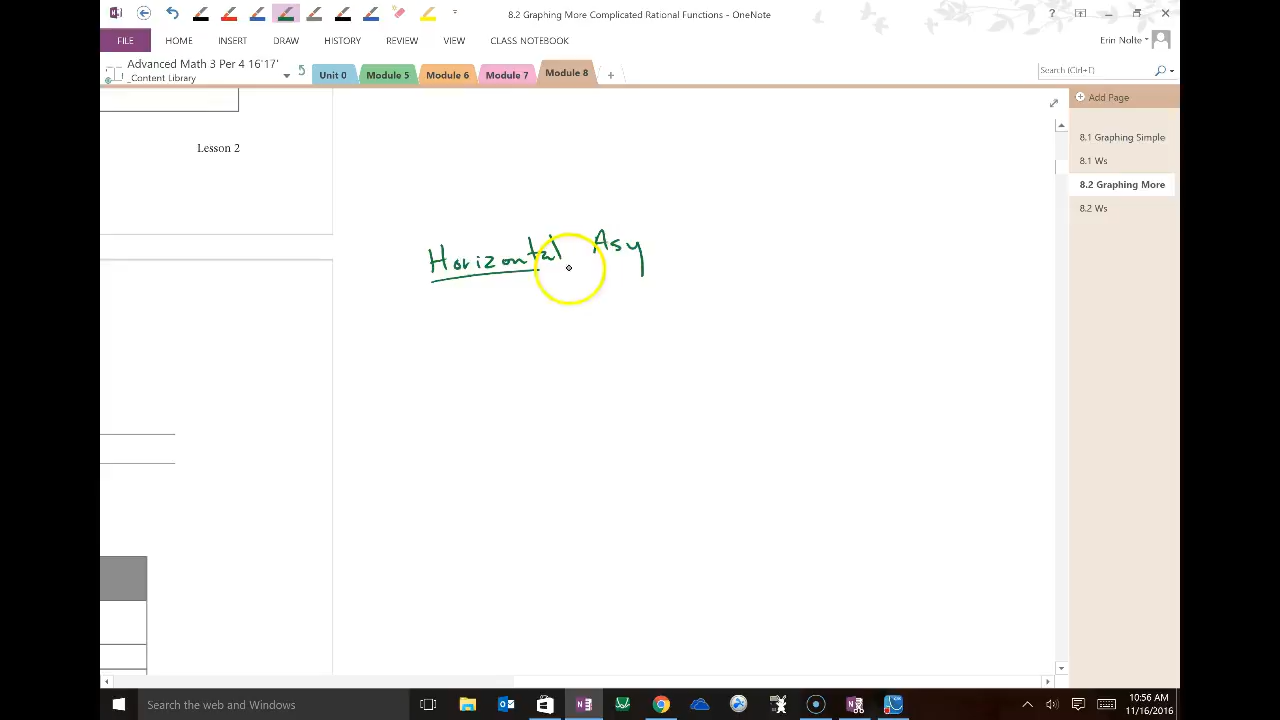 8.2 Graphing More Complicated Rational Functions - OneNote
?
FILE HOME INSERT DRAW HISTORY REVIEW VIEW CLASS NOTEBOOK
Erin Nolte
Advanced Math 3 Per 4 16'17'
_Content Library
Unit 0 Module 5 Module 6 Module 7 Module 8 +
Search (Ctrl+E)
Add Page
8.1 Graphing Simple
8.1 Ws
8.2 Graphing More
8.2 Ws
Lesson 2
Horizontal Asy
Search the web and Windows
10:56 AM
11/16/2016